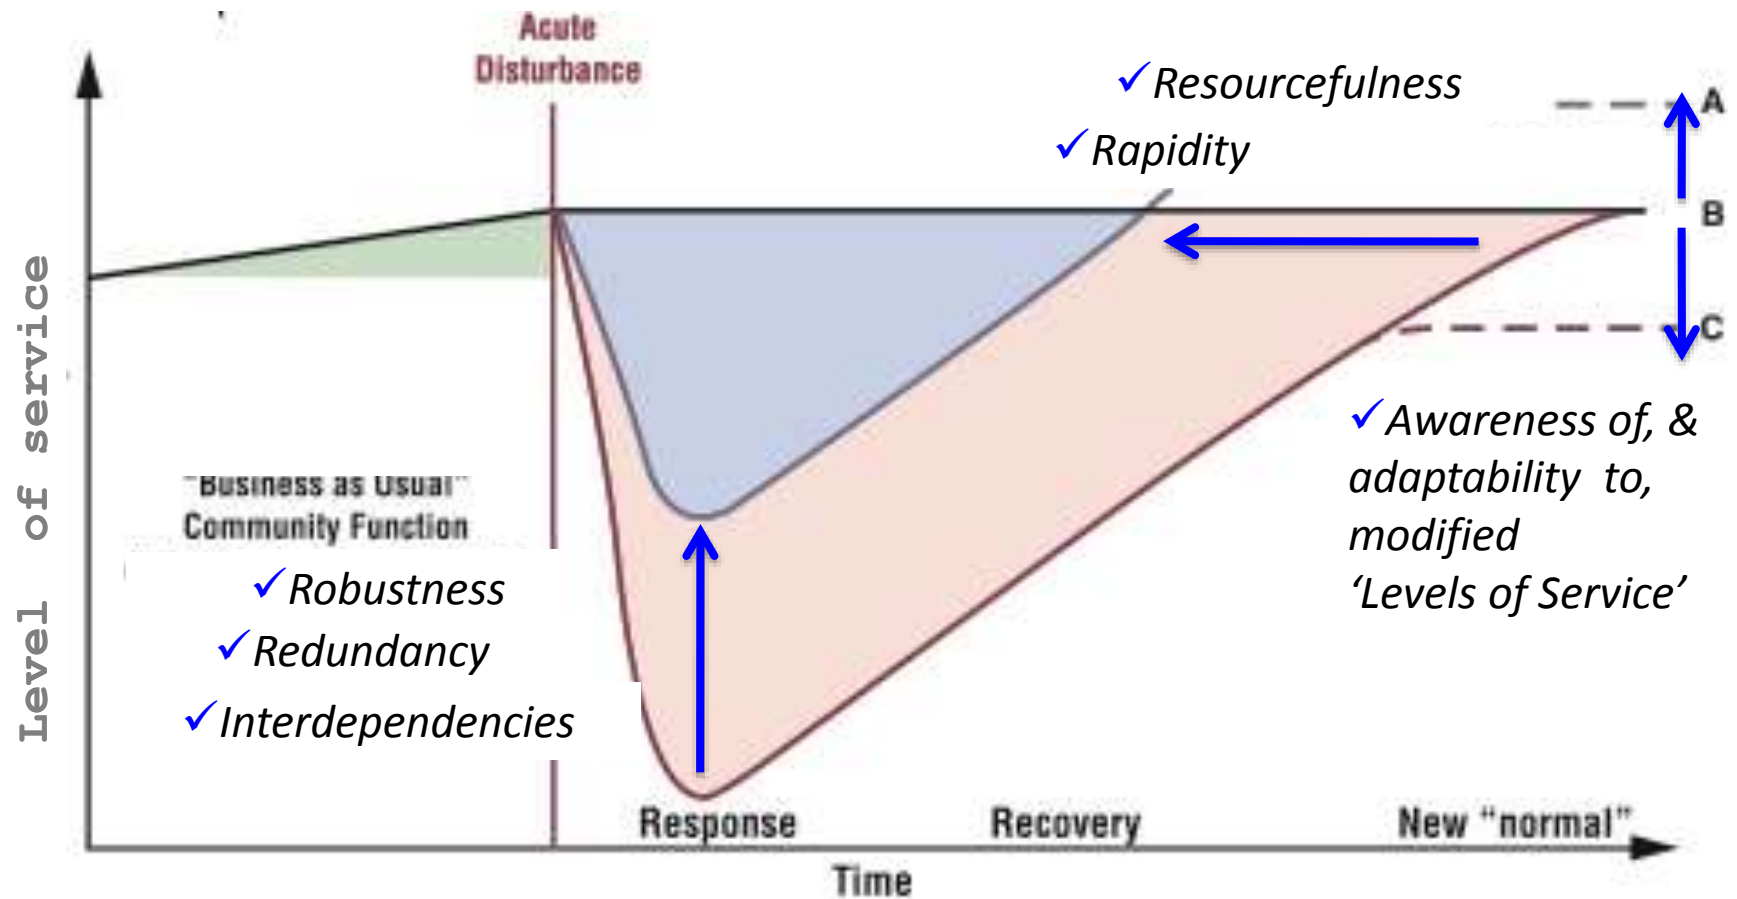 Acute
Disturbance
✓Resourcefulness
✓Rapidity
A
B
C
Level of service
"Business as Usual"
Community Function
✓Robustness
✓Redundancy
✓Interdependencies
✓Awareness of, &
adaptability to,
modified
‘Levels of Service’
Response
Recovery
New “normal”
Time